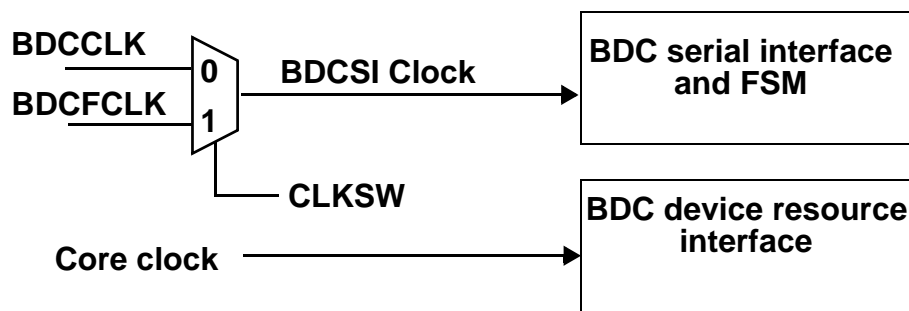 BDCCLK
0
BDCSI Clock
BDC serial interface
and FSM
BDCFCLK
1
CLKSW
BDC device resource
interface
Core clock